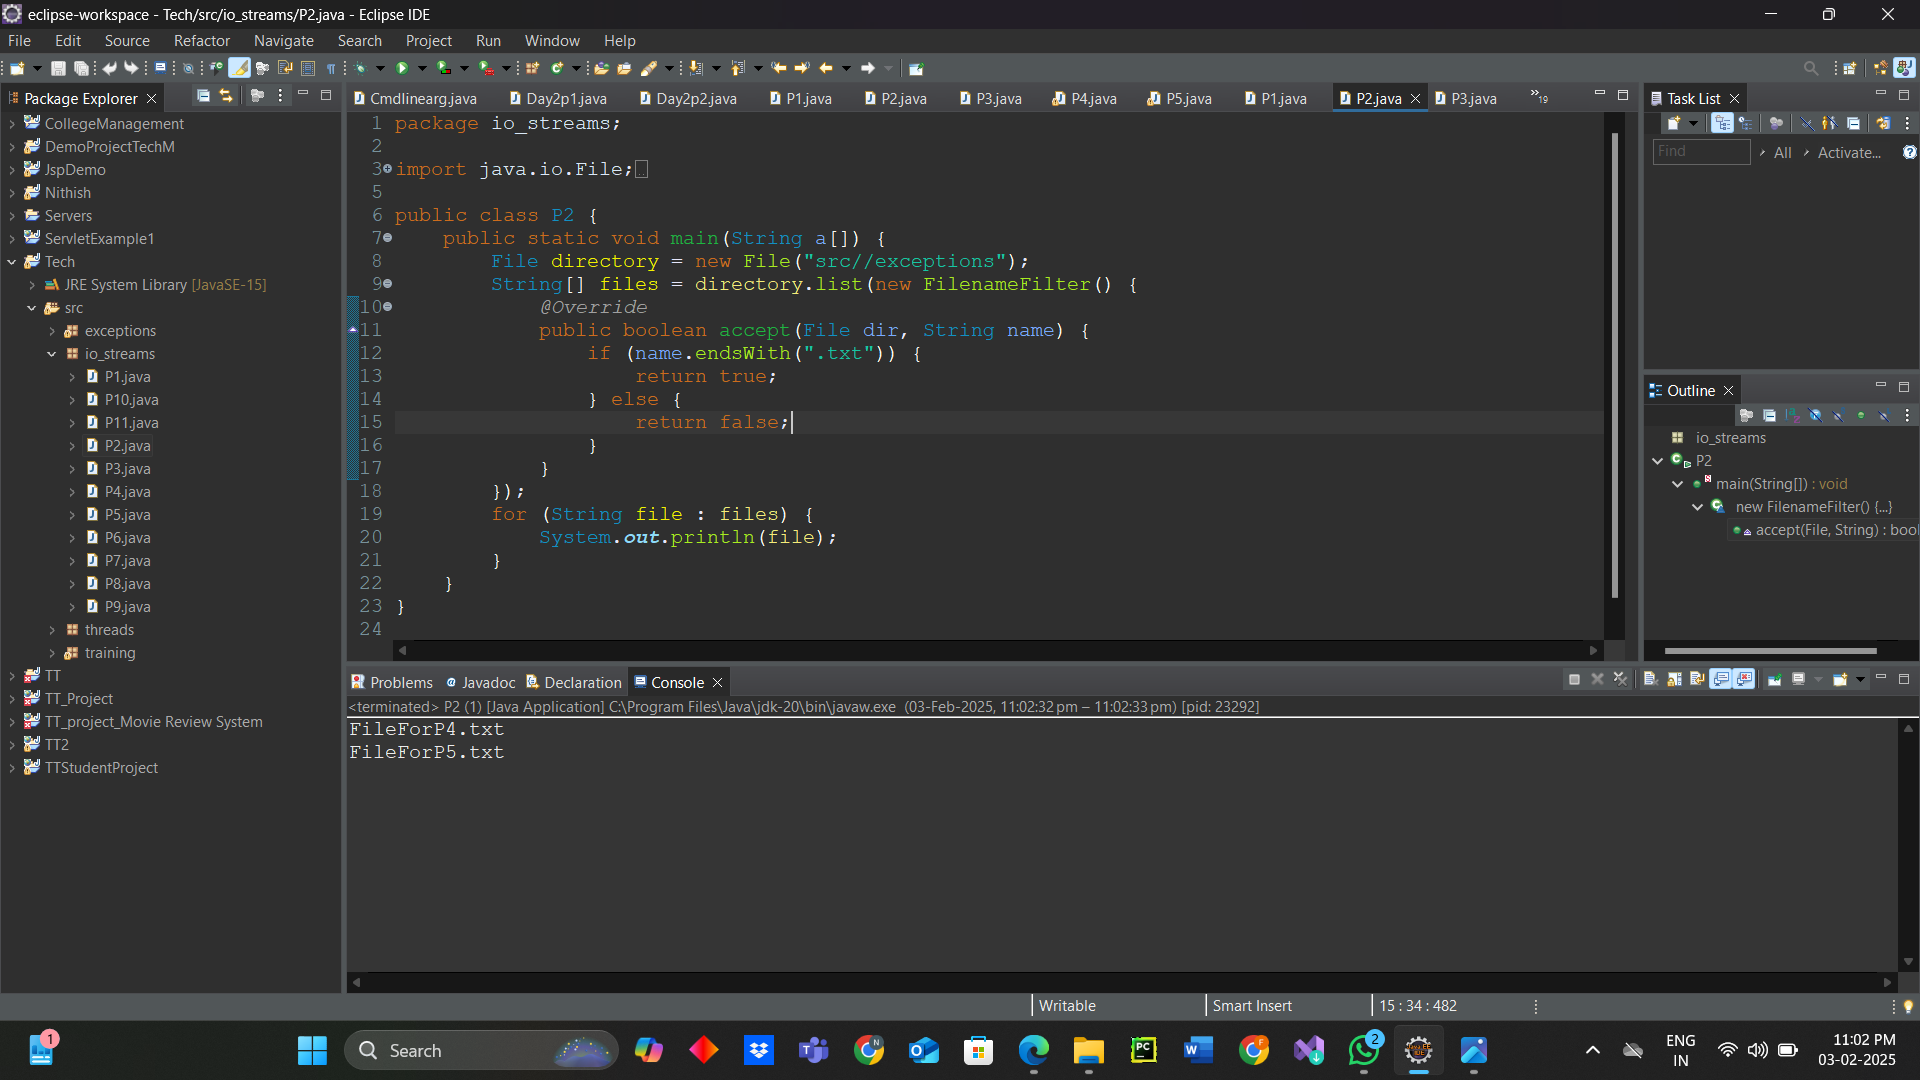 eclipse-workspace - Tech/src/io_streams/P2.java - Eclipse IDE
File Edit Source Refactor Navigate Search Project Run Window Help
Package Explorer
CollegeManagement
DemoProjectTechM
JspDemo
Nithish
Servers
ServletExample1
Tech
JRE System Library [JavaSE-15]
src
exceptions
io_streams
P1.java
P10.java
P11.java
P2.java
P3.java
P4.java
P5.java
P6.java
P7.java
P8.java
P9.java
threads
training
TT
TT_Project
TT_project_Movie Review System
TT2
TTStudentProject
Cmdlinearg.java Day2p1.java Day2p2.java P1.java P2.java P3.java P4.java P5.java P1.java P2.java P3.java »19
1 package io_streams;
2
3 import java.io.File;
5
6 public class P2 {
7 public static void main(String a[]) {
8 File directory = new File("src//exceptions");
9 String[] files = directory.list(new FilenameFilter() {
10 @Override
11 public boolean accept(File dir, String name) {
12 if (name.endsWith(".txt")) {
13 return true;
14 } else {
15 return false;
16 }
17 }
18 });
19 for (String file : files) {
20 System.out.println(file);
21 }
22 }
23 }
24
Task List
Find All Activate...
Outline
io_streams
P2
main(String[]) : void
new FilenameFilter() {...}
accept(File, String) : bool
Problems Javadoc Declaration Console
<terminated> P2 (1) [Java Application] C:\Program Files\Java\jdk-20\bin\javaw.exe (03-Feb-2025, 11:02:32 pm – 11:02:33 pm) [pid: 23292]
FileForP4.txt
FileForP5.txt
Writable Smart Insert 15 : 34 : 482
1
Search
N
PC
F
2
ENG
IN
11:02 PM
03-02-2025